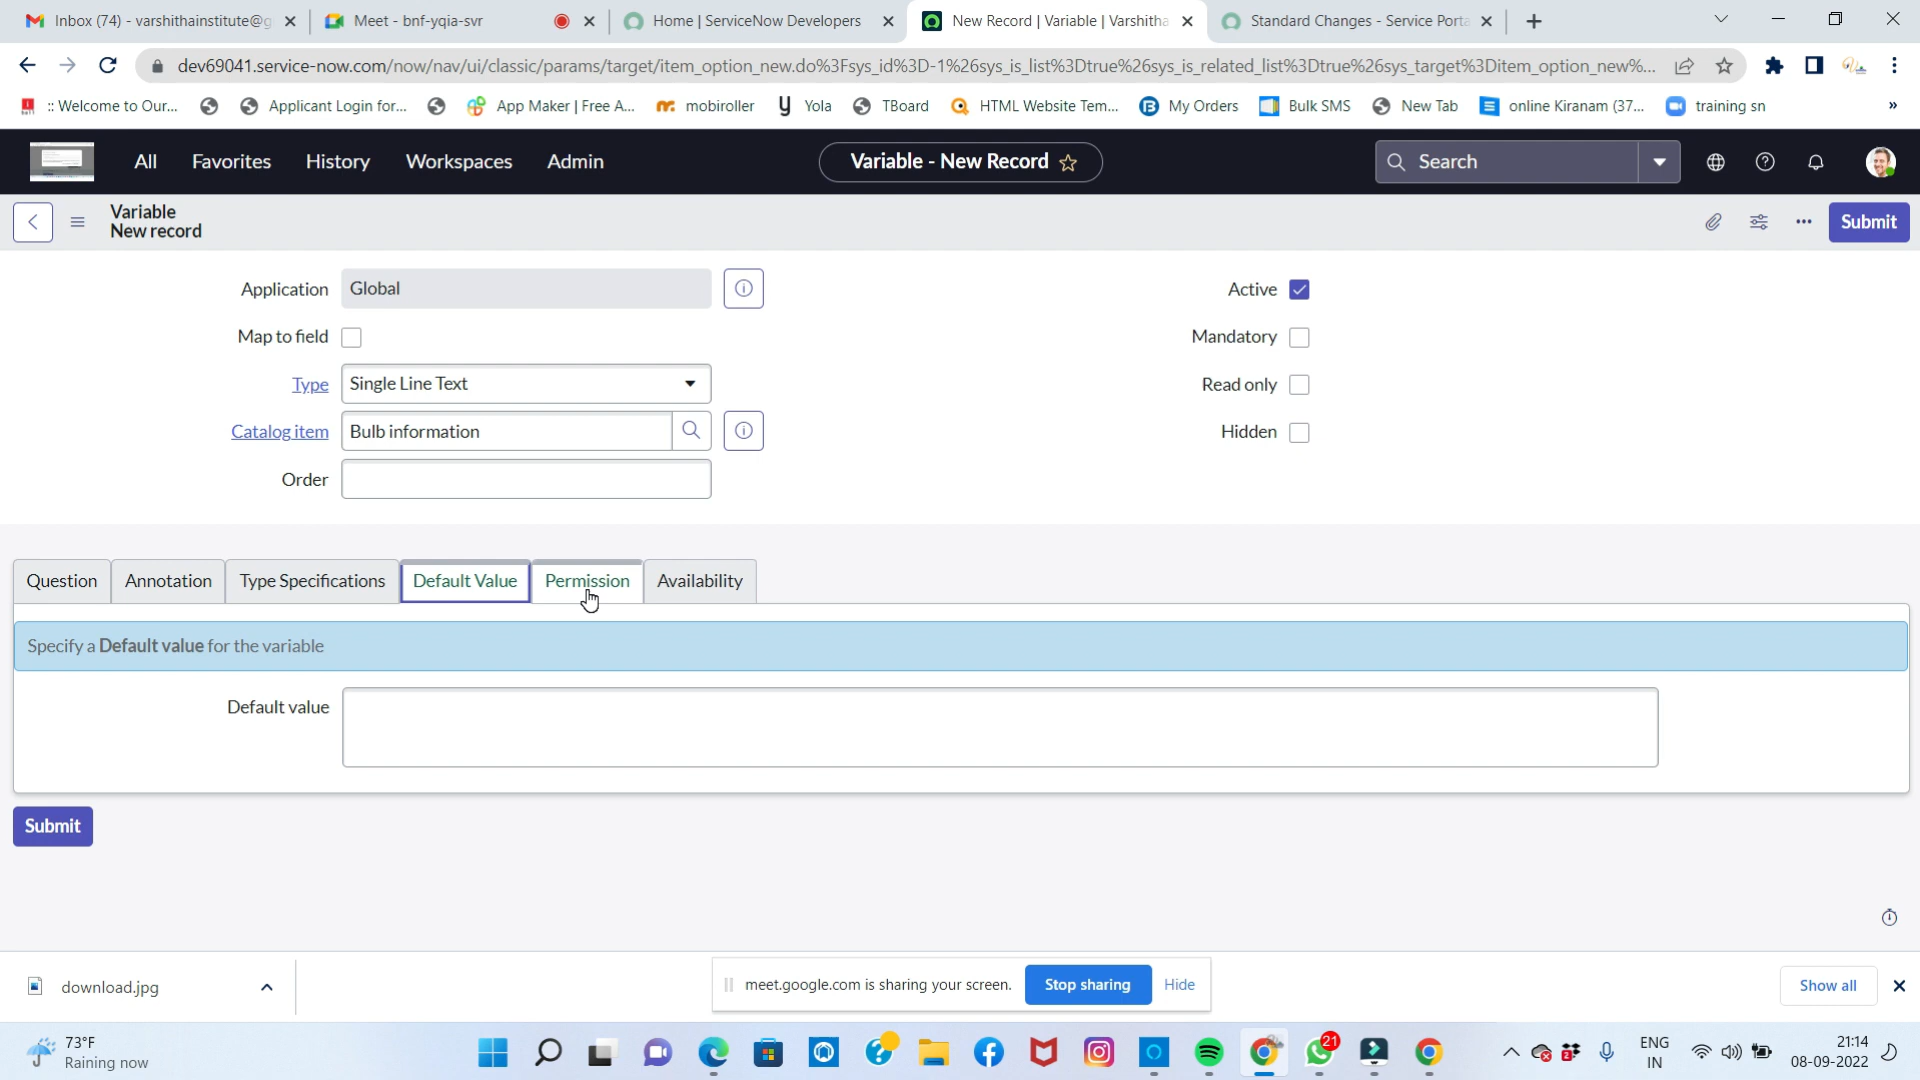 Inbox (74) - varshithainstitute@g
Meet - bnf-yqia-svr
Home | ServiceNow Developers
New Record | Variable | Varshitha
Standard Changes - Service Porta
dev69041.service-now.com/now/nav/ui/classic/params/target/item_option_new.do%3Fsys_id%3D-1%26sys_is_list%3Dtrue%26sys_is_related_list%3Dtrue%26sys_target%3Ditem_option_new%...
:: Welcome to Our...
Applicant Login for...
App Maker | Free A...
mobiroller
Yola
TBoard
HTML Website Tem...
My Orders
Bulk SMS
New Tab
online Kiranam (37...
training sn
»
All
Favorites
History
Workspaces
Admin
Variable - New Record
Search
Variable
New record
Submit
Application
Global
Active
Map to field
Mandatory
Type
Single Line Text
Read only
Catalog item
Bulb information
Hidden
Order
Question
Annotation
Type Specifications
Default Value
Permission
Availability
Specify a Default value for the variable
Default value
Submit
download.jpg
meet.google.com is sharing your screen.
Stop sharing
Hide
Show all
73°F
Raining now
21
ENG
IN
21:14
08-09-2022